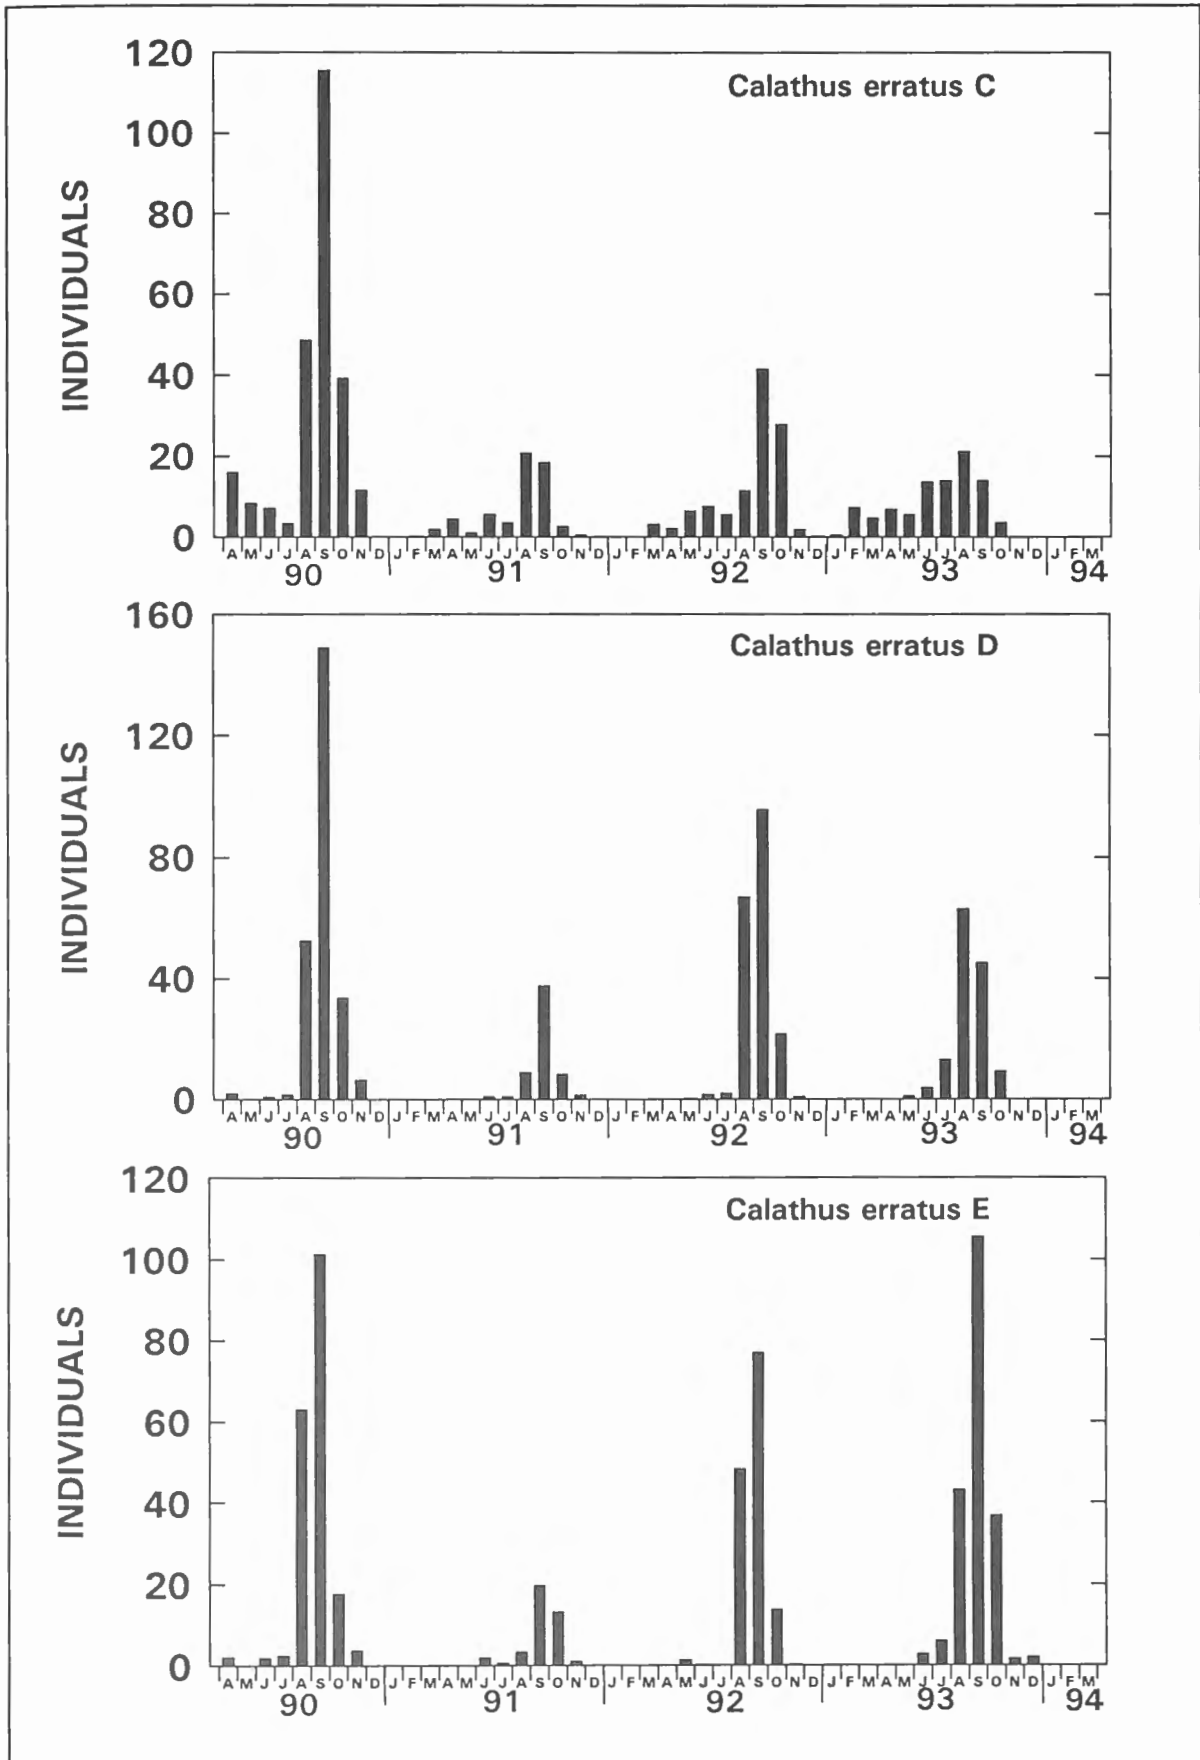 Calathus erratus C
INDIVIDUALS
120
100
80
60
40
20
0
A M J J A S O N D J F M A M J J A S O N D J F M A M J J A S O N D J F M A M J J A S O N D J F M
90 91 92 93 94
Calathus erratus D
INDIVIDUALS
160
120
80
40
0
A M J J A S O N D J F M A M J J A S O N D J F M A M J J A S O N D J F M A M J J A S O N D J F M
90 91 92 93 94
Calathus erratus E
INDIVIDUALS
120
100
80
60
40
20
0
A M J J A S O N D J F M A M J J A S O N D J F M A M J J A S O N D J F M A M J J A S O N D J F M
90 91 92 93 94